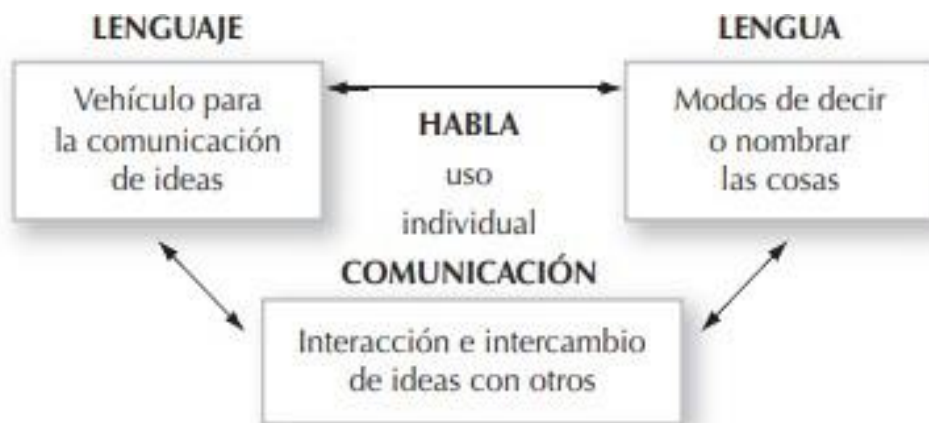 LENGUAJE
Vehículo para
la comunicación
de ideas
LENGUA
Modos de decir
o nombrar
las cosas
HABLA
uso
individual
COMUNICACIÓN
Interacción e intercambio
de ideas con otros